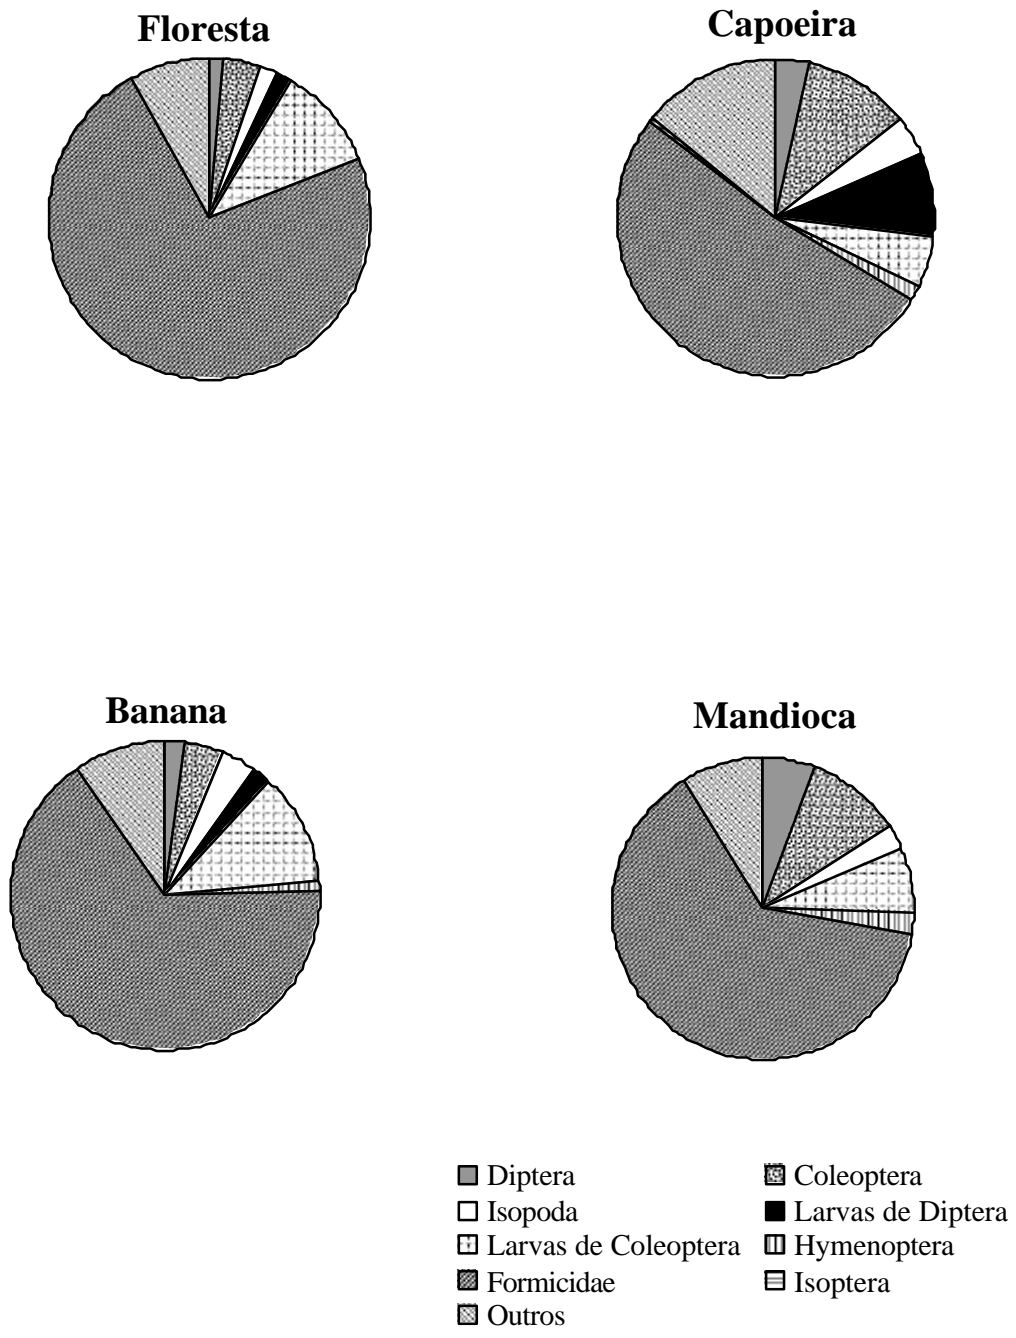 Floresta
Capoeira
Banana
Mandioca
Diptera
Coleoptera
Isopoda
Larvas de Diptera
Larvas de Coleoptera
Hymenoptera
Formicidae
Isoptera
Outros